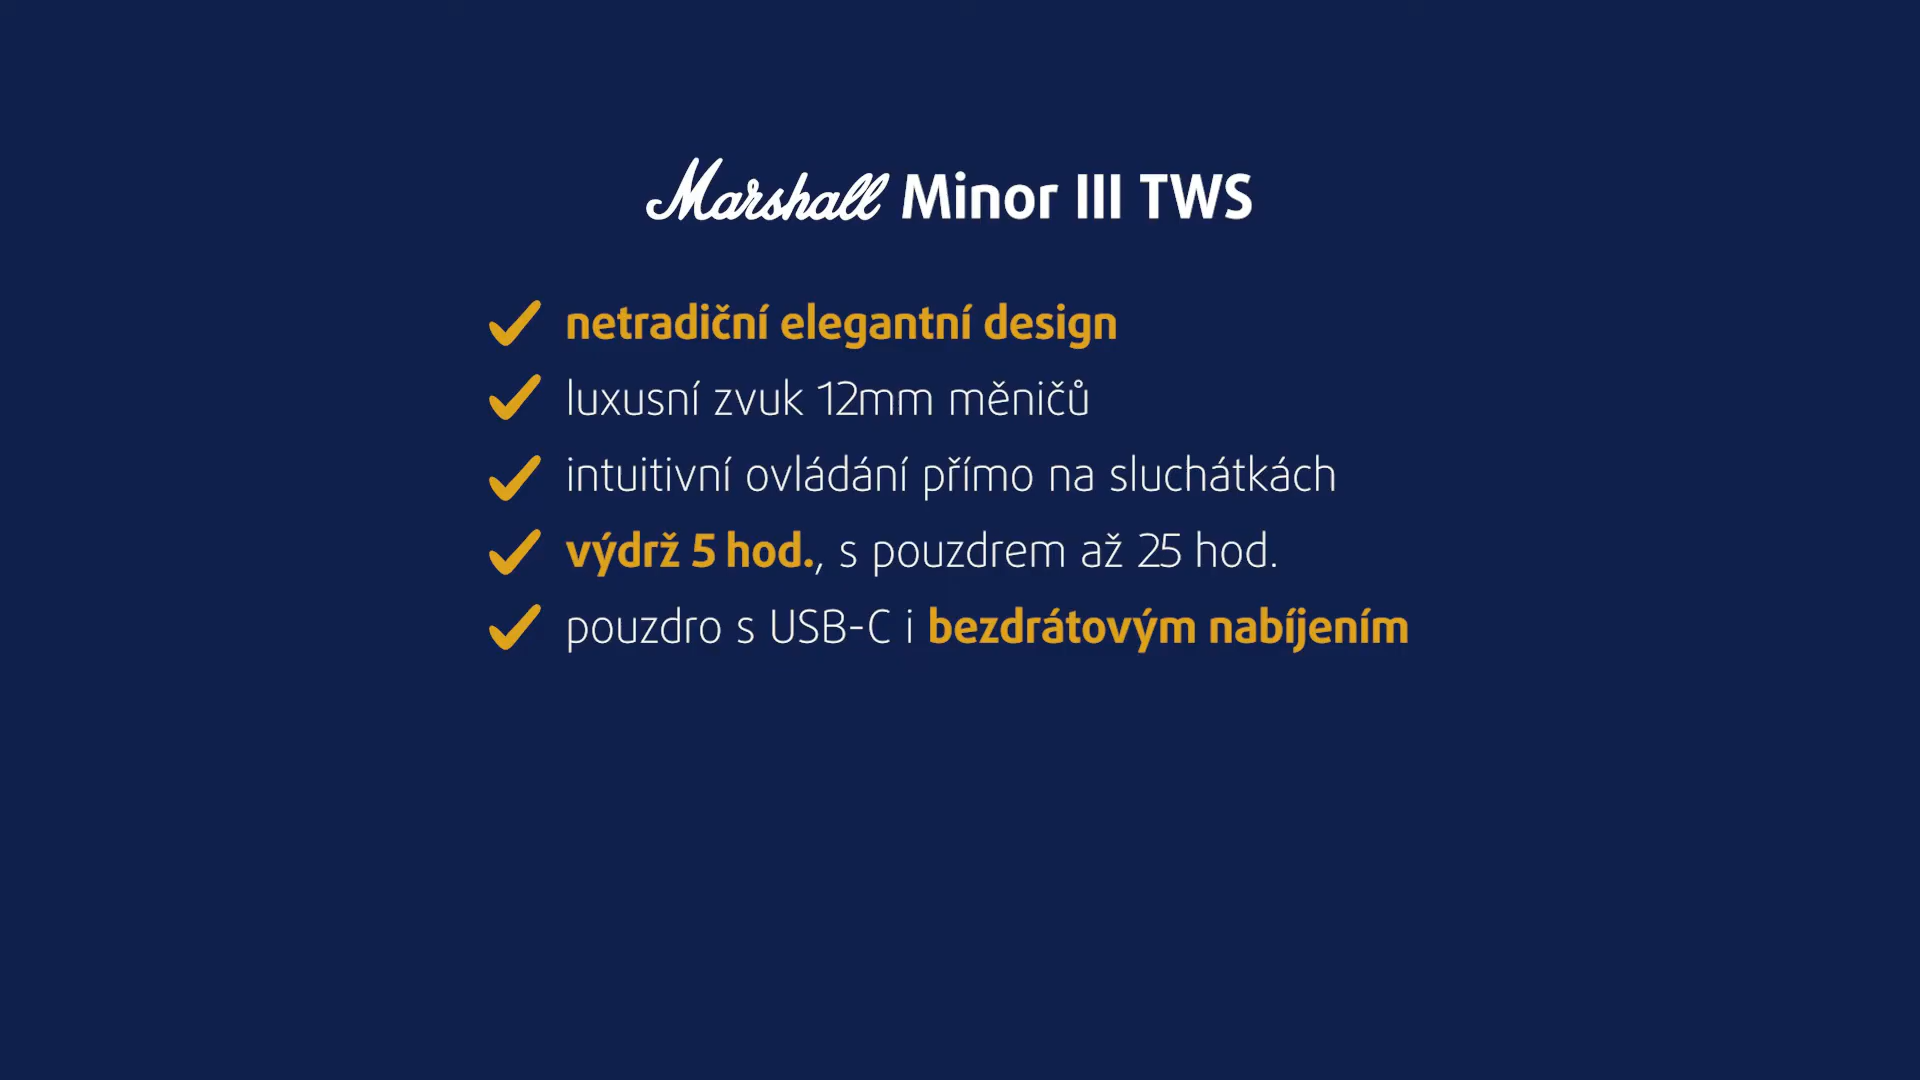 Marshall Minor III TWS
netradiční elegantní design
luxusní zvuk 12mm měničů
intuitivní ovládání přímo na sluchátkách
výdrž 5 hod., s pouzdrem až 25 hod.
pouzdro s USB-C i bezdrátovým nabíjením